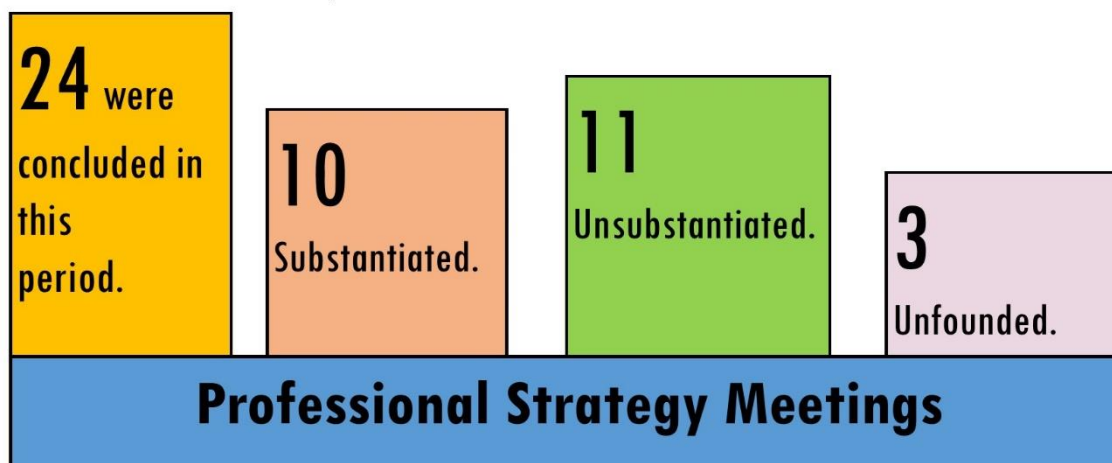 24 were
concluded in
this
period.
10
Substantiated.
11
Unsubstantiated.
3
Unfounded.
Professional Strategy Meetings